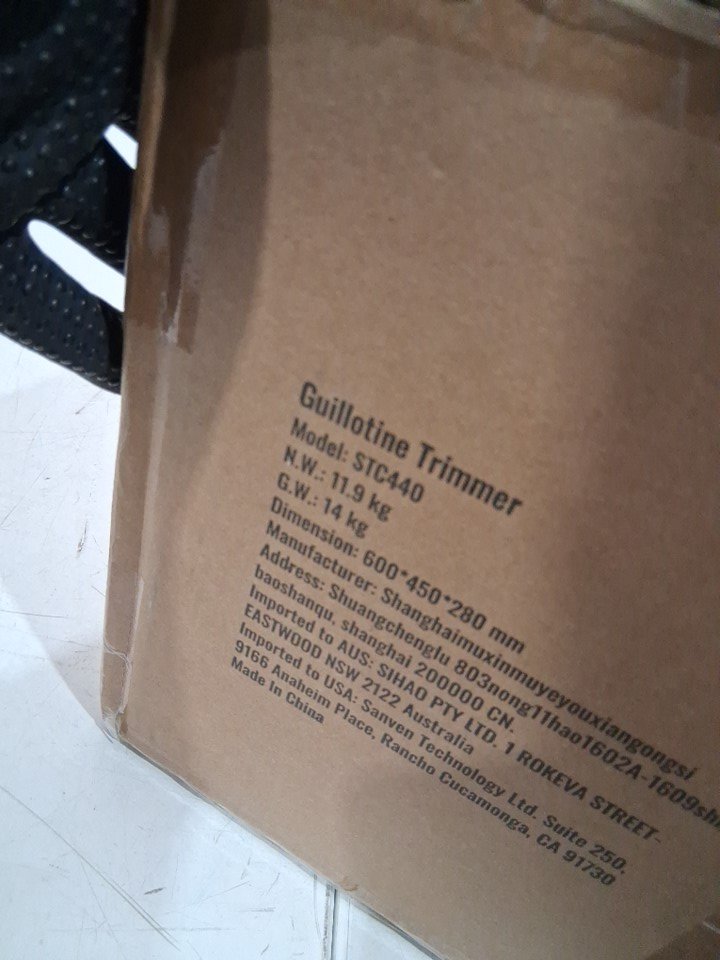 Guillotine Trimmer
Model: STC440
N.W.: 11.9 kg
G.W.: 14 kg
Dimension: 600*450*280 mm
Manufacturer: Shanghaimuxinmuyeyouxiangongsi
Address: Shuangchenglu 803nong11hao1602A-1609shi
baoshanqu, shanghai 200000 CN.
Imported to AUS: SIHAO PTY LTD. 1 ROKEVA STREET-
EASTWOOD NSW 2122 Australia
Imported to USA: Sanven Technology Ltd. Suite 250,
9166 Anaheim Place, Rancho Cucamonga, CA 91730
Made In China